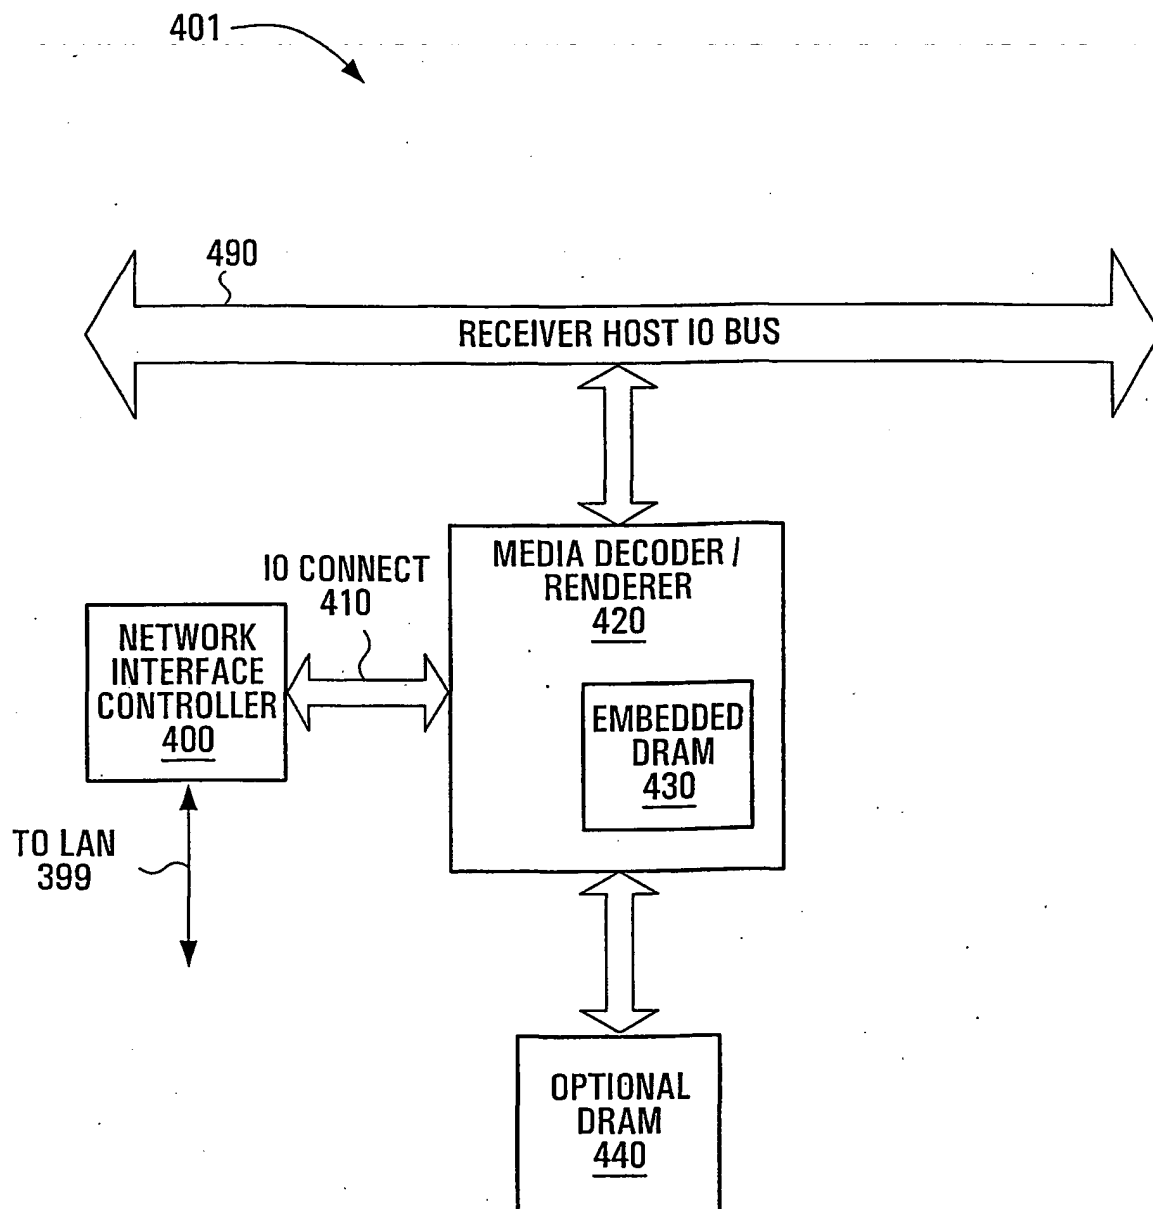 401
490
RECEIVER HOST IO BUS
MEDIA DECODER /
RENDERER
420
IO CONNECT
410
NETWORK
INTERFACE
CONTROLLER
400
EMBEDDED
DRAM
430
TO LAN
399
OPTIONAL
DRAM
440